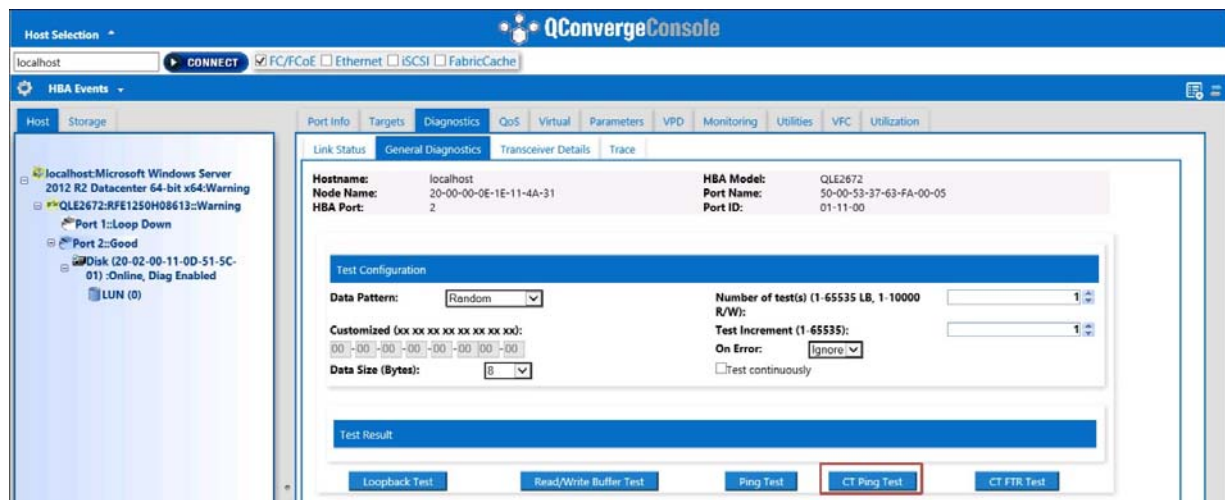 Host Selection
QConvergeConsole
localhost
CONNECT
FC/FCoE
Ethernet
iSCSI
FabricCache
HBA Events
Host
Storage
localhost:Microsoft Windows Server
2012 R2 Datacenter 64-bit x64:Warning
QLE2672:RFE1250H08613::Warning
Port 1::Loop Down
Port 2::Good
Disk (20-02-00-11-0D-51-5C-
01) :Online, Diag Enabled
LUN (0)
Port Info
Targets
Diagnostics
QoS
Virtual
Parameters
VPD
Monitoring
Utilities
VFC
Utilization
Link Status
General Diagnostics
Transceiver Details
Trace
Hostname: localhost
HBA Model: QLE2672
Node Name: 20-00-00-0E-1E-11-4A-31
Port Name: 50-00-53-37-63-FA-00-05
HBA Port: 2
Port ID: 01-11-00
Test Configuration
Data Pattern: Random
Number of test(s) (1-65535 LB, 1-10000
R/W): 1
Customized (xx xx xx xx xx xx xx xx):
00 -00 -00 -00 -00 -00 00 -00
Test Increment (1-65535): 1
On Error: Ignore
Data Size (Bytes): 8
Test continuously
Test Result
Loopback Test
Read/Write Buffer Test
Ping Test
CT Ping Test
CT FTR Test